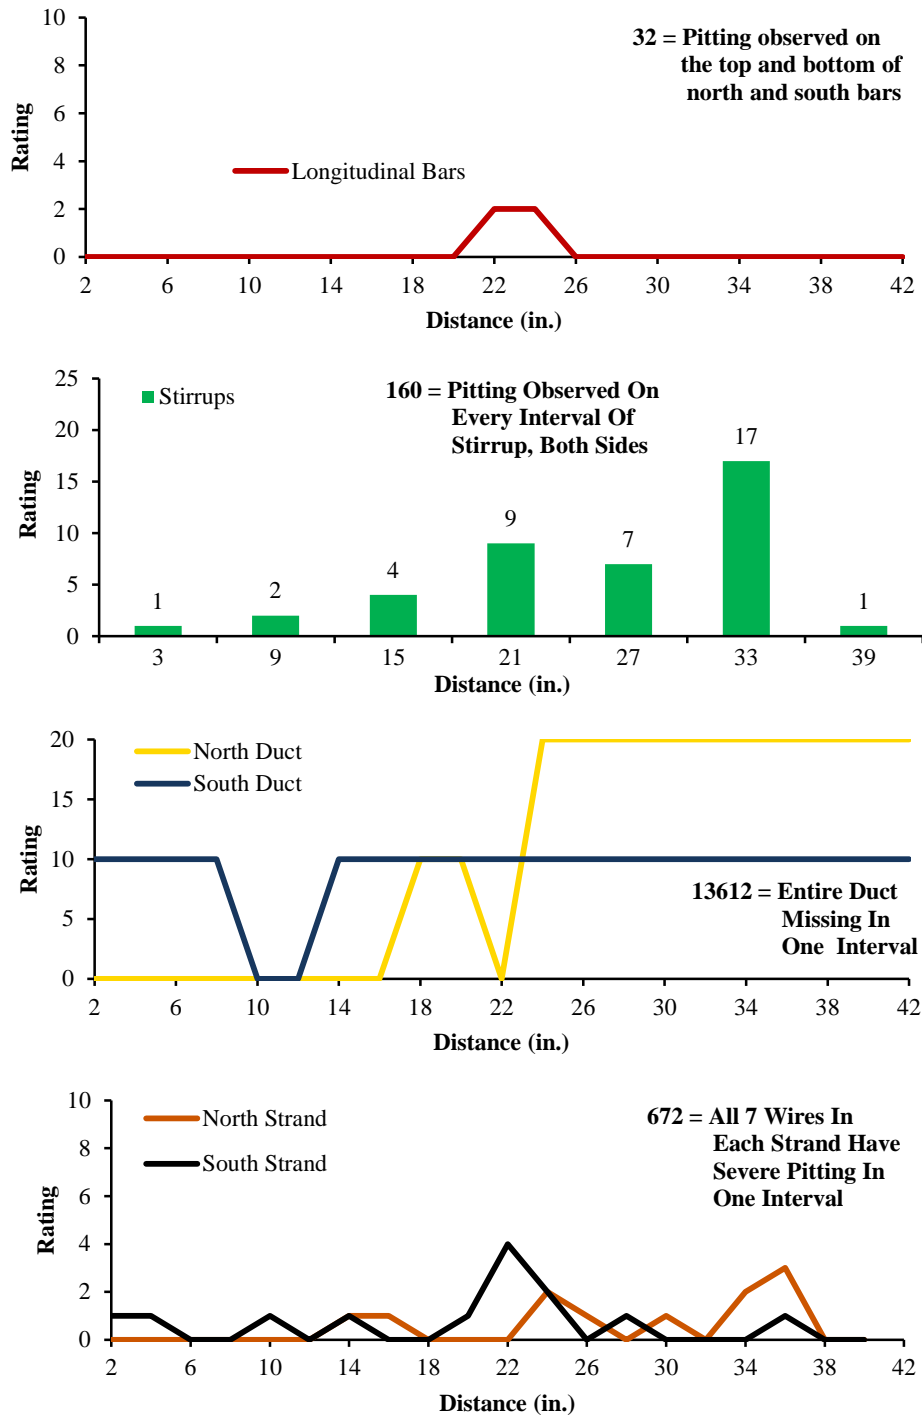 10
32 = Pitting observed on
the top and bottom of
north and south bars
8
6
4
2
0
Rating
Longitudinal Bars
2 6 10 14 18 22 26 30 34 38 42
Distance (in.)
25
20
15
10
5
0
Rating
Stirrups
160 = Pitting Observed On
Every Interval Of
Stirrup, Both Sides
1 2 4 9 7 17 1
3 9 15 21 27 33 39
Distance (in.)
20
15
10
5
0
Rating
North Duct
South Duct
13612 = Entire Duct
Missing In
One Interval
2 6 10 14 18 22 26 30 34 38 42
Distance (in.)
10
8
6
4
2
0
Rating
North Strand
South Strand
672 = All 7 Wires In
Each Strand Have
Severe Pitting In
One Interval
2 6 10 14 18 22 26 30 34 38 42
Distance (in.)